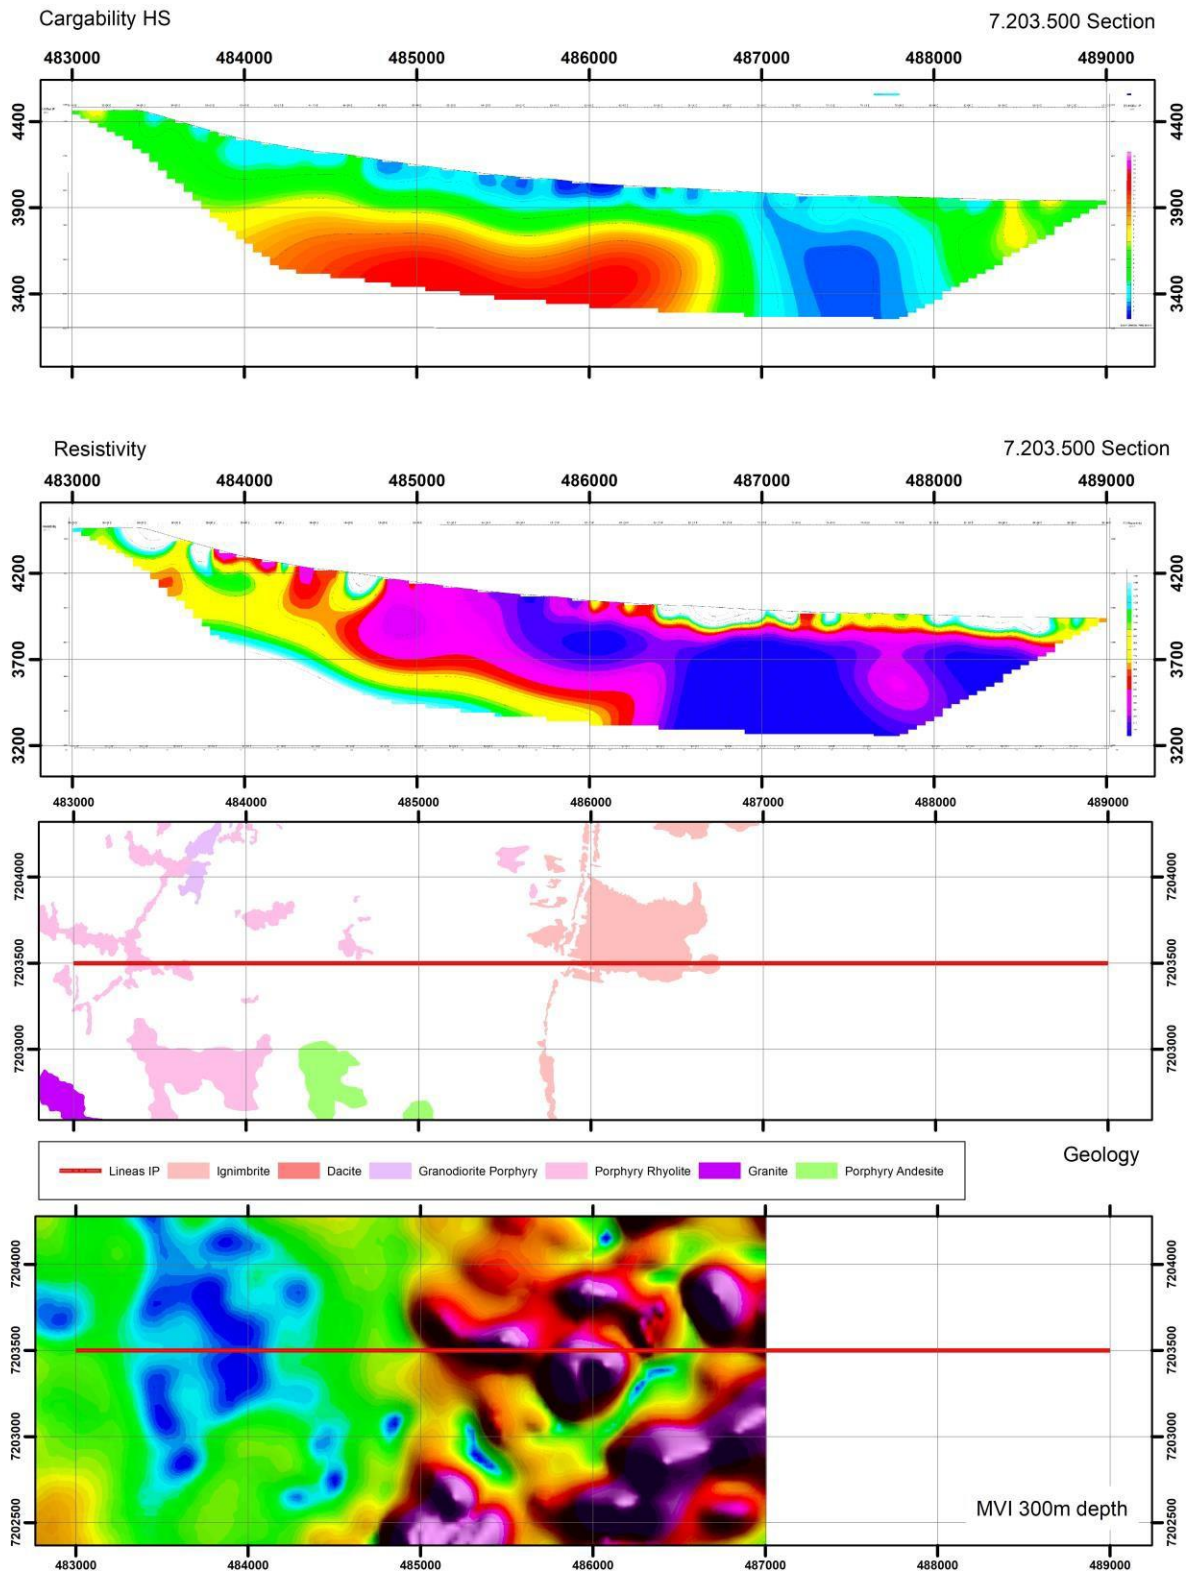 Cargability HS 7.203.500 Section
483000 484000 485000 486000 487000 488000 489000
4400 4400
3900 3900
3400 3400
Resistivity 7.203.500 Section
483000 484000 485000 486000 487000 488000 489000
4200 4200
3700 3700
3200 3200
483000 484000 485000 486000 487000 488000 489000
7204000 7204000
7203500 7203500
7203000 7203000
Lineas IP Ignimbrite Dacite Granodiorite Porphyry Porphyry Rhyolite Granite Porphyry Andesite
Geology
7204000 7204000
7203500 7203500
7203000 7203000
7202500 7202500
MVI 300m depth
483000 484000 485000 486000 487000 488000 489000